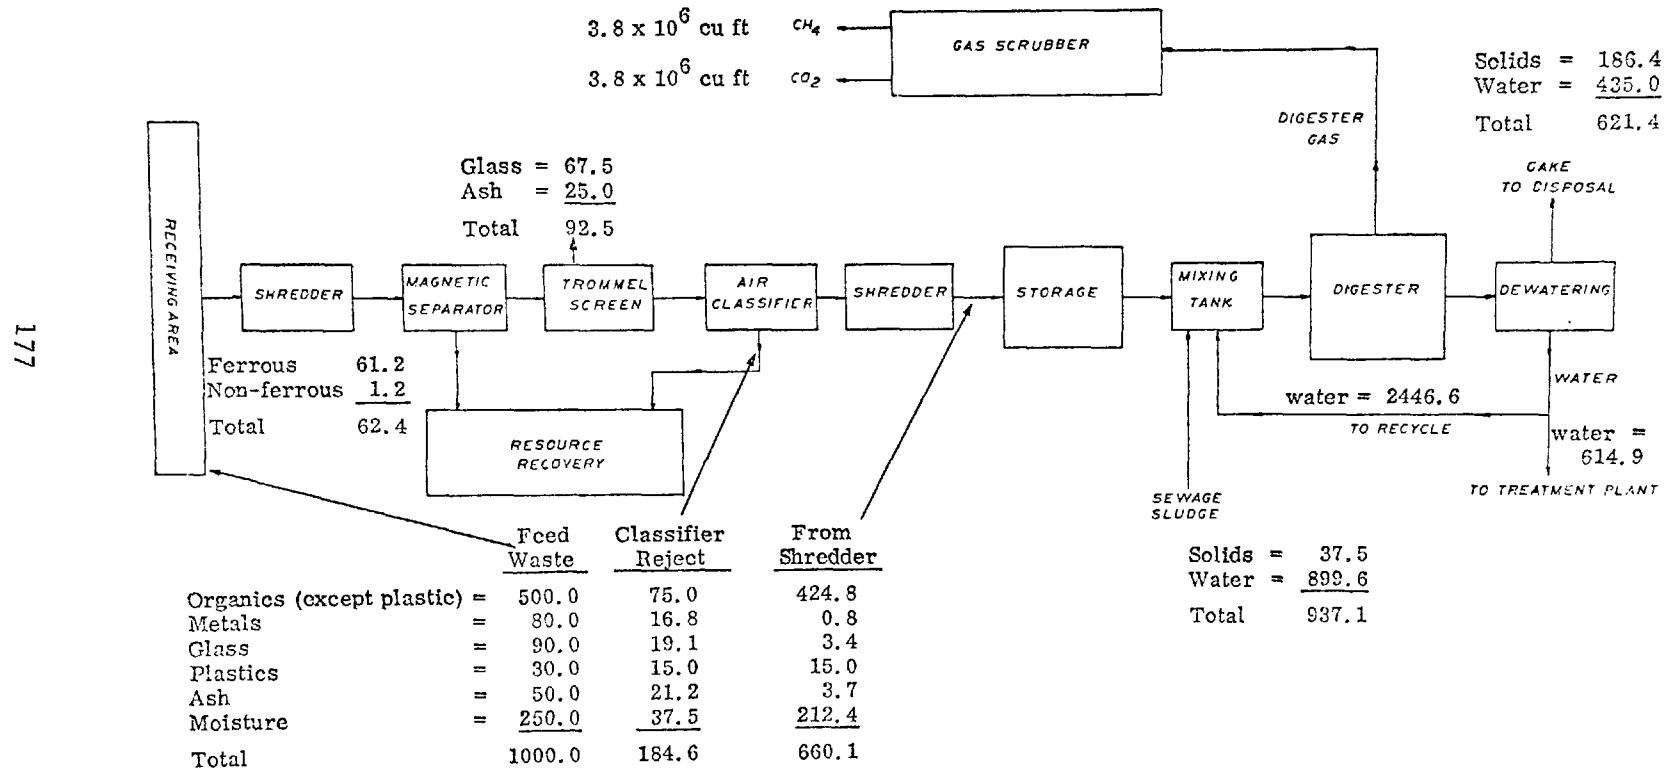 3.8 x 10^6 cu ft CH4
3.8 x 10^6 cu ft CO2
GAS SCRUBBER
Solids = 186.4
Water = 435.0
Total 621.4
DIGESTER
GAS
CAKE
TO DISPOSAL
Glass = 67.5
Ash = 25.0
Total 92.5
RECEIVING AREA
SHREDDER
MAGNETIC
SEPARATOR
TROMMEL
SCREEN
AIR
CLASSIFIER
SHREDDER
STORAGE
MIXING
TANK
DIGESTER
DEWATERING
177
Ferrous 61.2
Non-ferrous 1.2
Total 62.4
RESOURCE
RECOVERY
WATER
water = 2446.6
TO RECYCLE
water =
614.9
TO TREATMENT PLANT
SEWAGE
SLUDGE
Solids = 37.5
Water = 899.6
Total 937.1
Feed Classifier From
Waste Reject Shredder
Organics (except plastic) = 500.0 75.0 424.8
Metals = 80.0 16.8 0.8
Glass = 90.0 19.1 3.4
Plastics = 30.0 15.0 15.0
Ash = 50.0 21.2 3.7
Moisture = 250.0 37.5 212.4
Total 1000.0 184.6 660.1